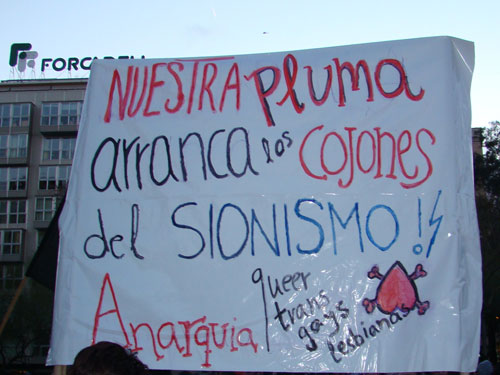 FORCADELL
NUESTRA pluma
arranca los COJONES
del SIONISMO!
Anarquia
queer
trans
gays
lesbianas